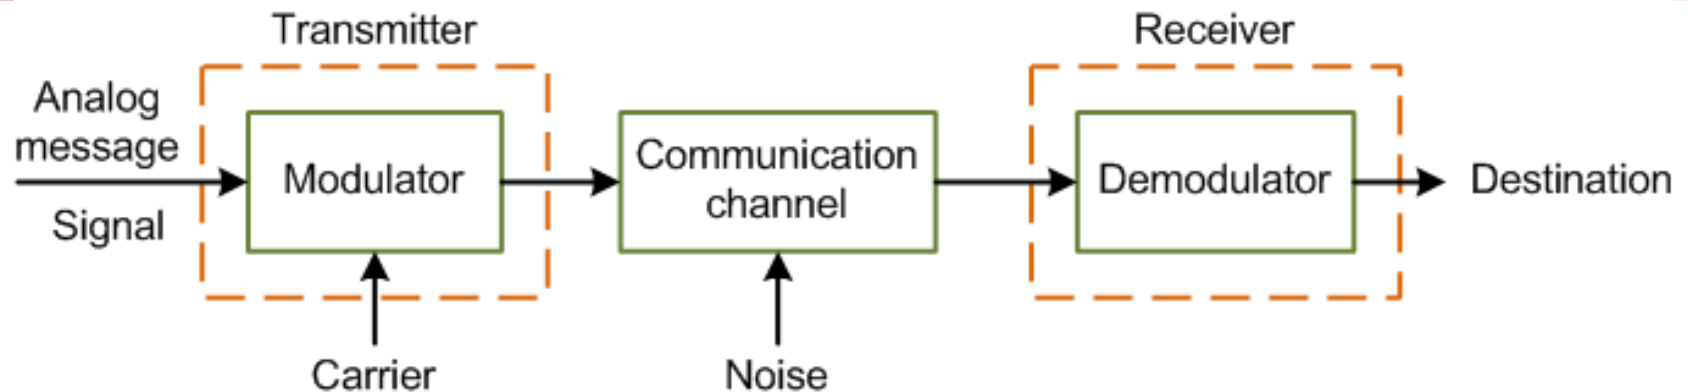 Transmitter
Receiver
Analog
message
Signal
Modulator
Communication
channel
Demodulator
Destination
Carrier
Noise